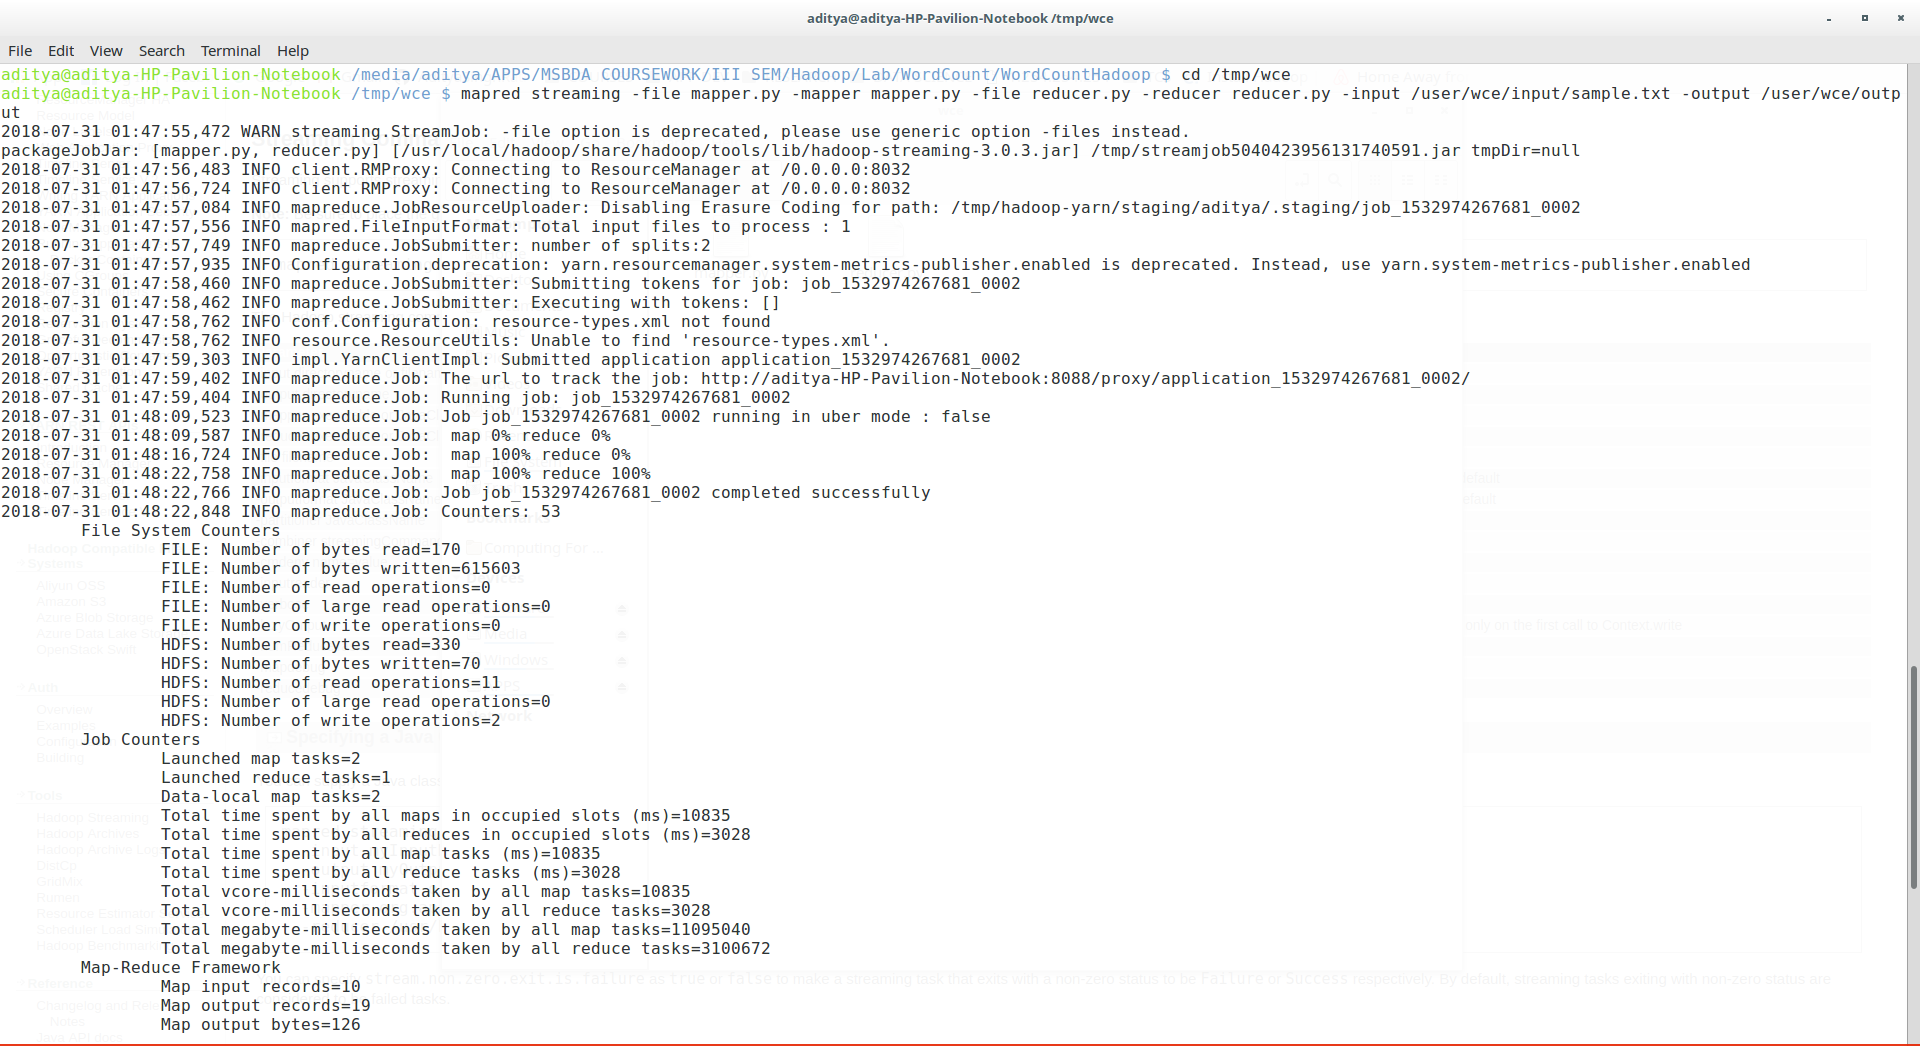 aditya@aditya-HP-Pavilion-Notebook /tmp/wce
File Edit View Search Terminal Help
aditya@aditya-HP-Pavilion-Notebook /media/aditya/APPS/MSBDA COURSEWORK/III SEM/Hadoop/Lab/WordCount/WordCountHadoop $ cd /tmp/wce
aditya@aditya-HP-Pavilion-Notebook /tmp/wce $ mapred streaming -file mapper.py -mapper mapper.py -file reducer.py -reducer reducer.py -input /user/wce/input/sample.txt -output /user/wce/outp
ut
2018-07-31 01:47:55,472 WARN streaming.StreamJob: -file option is deprecated, please use generic option -files instead.
packageJobJar: [mapper.py, reducer.py] [/usr/local/hadoop/share/hadoop/tools/lib/hadoop-streaming-3.0.3.jar] /tmp/streamjob5040423956131740591.jar tmpDir=null
2018-07-31 01:47:56,483 INFO client.RMProxy: Connecting to ResourceManager at /0.0.0.0:8032
2018-07-31 01:47:56,724 INFO client.RMProxy: Connecting to ResourceManager at /0.0.0.0:8032
2018-07-31 01:47:57,084 INFO mapreduce.JobResourceUploader: Disabling Erasure Coding for path: /tmp/hadoop-yarn/staging/aditya/.staging/job_1532974267681_0002
2018-07-31 01:47:57,556 INFO mapred.FileInputFormat: Total input files to process : 1
2018-07-31 01:47:57,749 INFO mapreduce.JobSubmitter: number of splits:2
2018-07-31 01:47:57,935 INFO Configuration.deprecation: yarn.resourcemanager.system-metrics-publisher.enabled is deprecated. Instead, use yarn.system-metrics-publisher.enabled
2018-07-31 01:47:58,460 INFO mapreduce.JobSubmitter: Submitting tokens for job: job_1532974267681_0002
2018-07-31 01:47:58,462 INFO mapreduce.JobSubmitter: Executing with tokens: []
2018-07-31 01:47:58,762 INFO conf.Configuration: resource-types.xml not found
2018-07-31 01:47:58,762 INFO resource.ResourceUtils: Unable to find 'resource-types.xml'.
2018-07-31 01:47:59,303 INFO impl.YarnClientImpl: Submitted application application_1532974267681_0002
2018-07-31 01:47:59,402 INFO mapreduce.Job: The url to track the job: http://aditya-HP-Pavilion-Notebook:8088/proxy/application_1532974267681_0002/
2018-07-31 01:47:59,404 INFO mapreduce.Job: Running job: job_1532974267681_0002
2018-07-31 01:48:09,523 INFO mapreduce.Job: Job job_1532974267681_0002 running in uber mode : false
2018-07-31 01:48:09,587 INFO mapreduce.Job:  map 0% reduce 0%
2018-07-31 01:48:16,724 INFO mapreduce.Job:  map 100% reduce 0%
2018-07-31 01:48:22,758 INFO mapreduce.Job:  map 100% reduce 100%
2018-07-31 01:48:22,766 INFO mapreduce.Job: Job job_1532974267681_0002 completed successfully
2018-07-31 01:48:22,848 INFO mapreduce.Job: Counters: 53
File System Counters
FILE: Number of bytes read=170
FILE: Number of bytes written=615603
FILE: Number of read operations=0
FILE: Number of large read operations=0
FILE: Number of write operations=0
HDFS: Number of bytes read=330
HDFS: Number of bytes written=70
HDFS: Number of read operations=11
HDFS: Number of large read operations=0
HDFS: Number of write operations=2
Job Counters
Launched map tasks=2
Launched reduce tasks=1
Data-local map tasks=2
Total time spent by all maps in occupied slots (ms)=10835
Total time spent by all reduces in occupied slots (ms)=3028
Total time spent by all map tasks (ms)=10835
Total time spent by all reduce tasks (ms)=3028
Total vcore-milliseconds taken by all map tasks=10835
Total vcore-milliseconds taken by all reduce tasks=3028
Total megabyte-milliseconds taken by all map tasks=11095040
Total megabyte-milliseconds taken by all reduce tasks=3100672
Map-Reduce Framework
Map input records=10
Map output records=19
Map output bytes=126